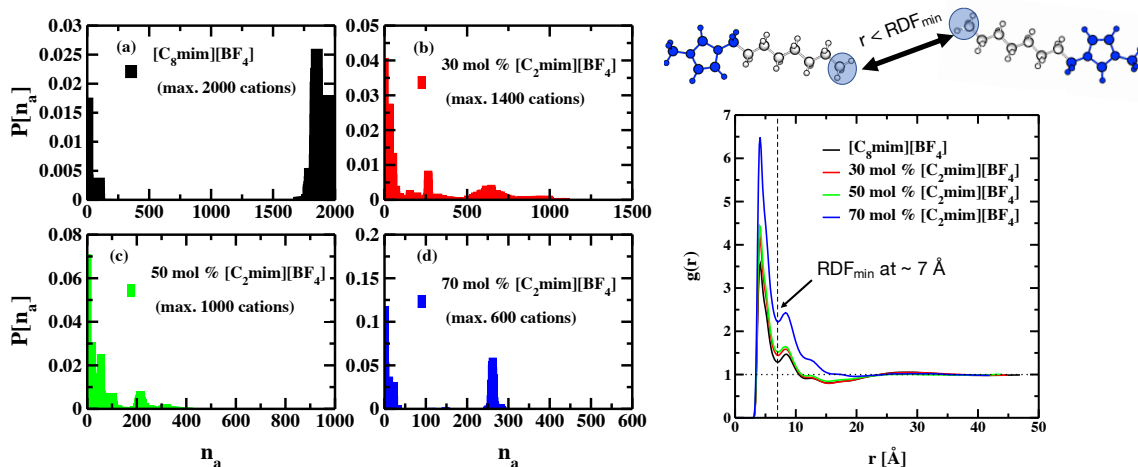 0.03
0.025
0.02
0.015
0.01
0.005
0
P[nₐ]
(a)
[C₈mim][BF₄]
(max. 2000 cations)
0 500 1000 1500 2000
0.05
0.04
0.03
0.02
0.01
0
(b)
30 mol % [C₂mim][BF₄]
(max. 1400 cations)
0 500 1000 1500
0.08
0.06
0.04
0.02
0
P[nₐ]
(c)
50 mol % [C₂mim][BF₄]
(max. 1000 cations)
0 200 400 600 800 1000
nₐ
0.2
0.15
0.1
0.05
0
(d)
70 mol % [C₂mim][BF₄]
(max. 600 cations)
0 100 200 300 400 500 600
nₐ
r < RDFₘᵢₙ
7
6
5
4
3
2
1
0
g(r)
[C₈mim][BF₄]
30 mol % [C₂mim][BF₄]
50 mol % [C₂mim][BF₄]
70 mol % [C₂mim][BF₄]
RDFₘᵢₙ at ~ 7 Å
0 10 20 30 40 50
r [Å]